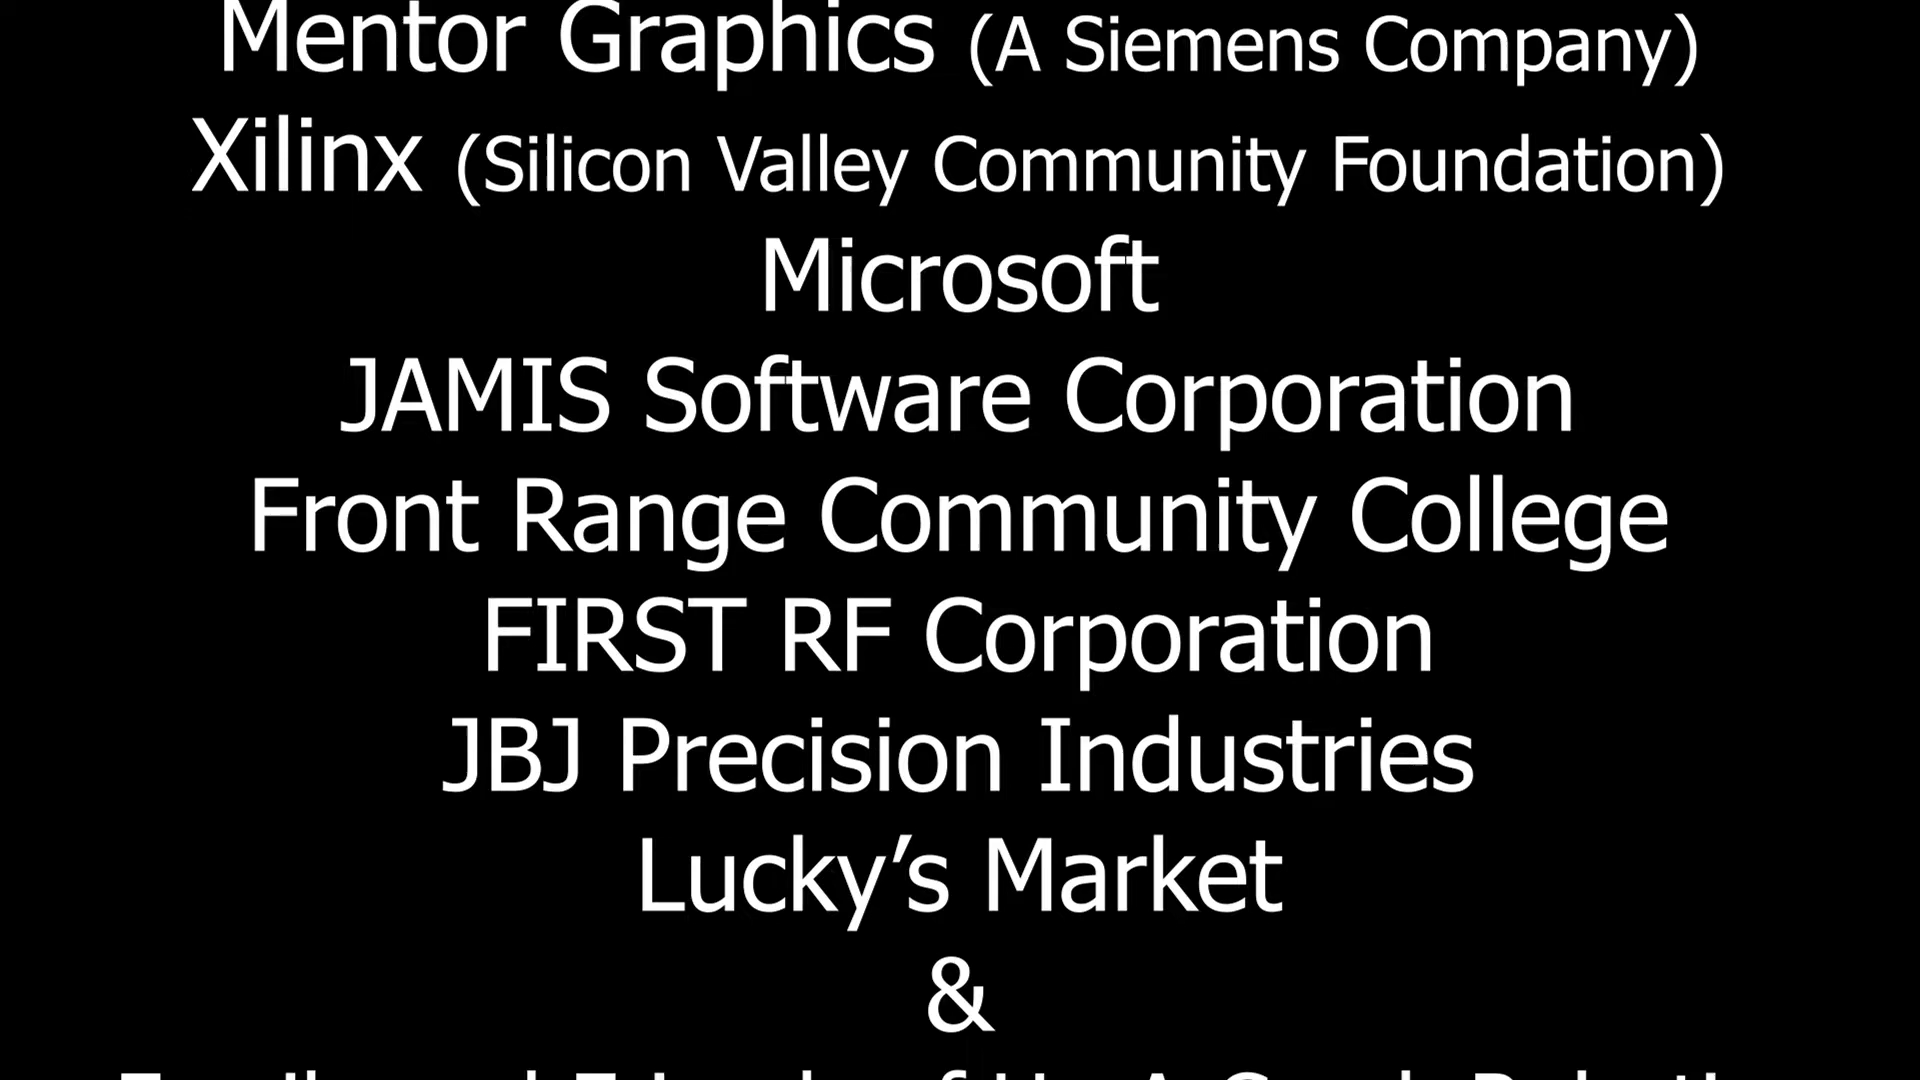 Mentor Graphics (A Siemens Company)
Xilinx (Silicon Valley Community Foundation)
Microsoft
JAMIS Software Corporation
Front Range Community College
FIRST RF Corporation
JBJ Precision Industries
Lucky’s Market
&